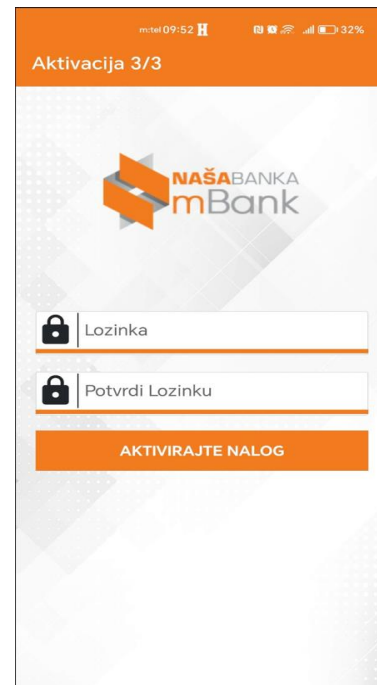 m:tel 09:52 H 32%
Aktivacija 3/3
NAŠABANKA
mBank
Lozinka
Potvrdi Lozinku
AKTIVIRAJTE NALOG